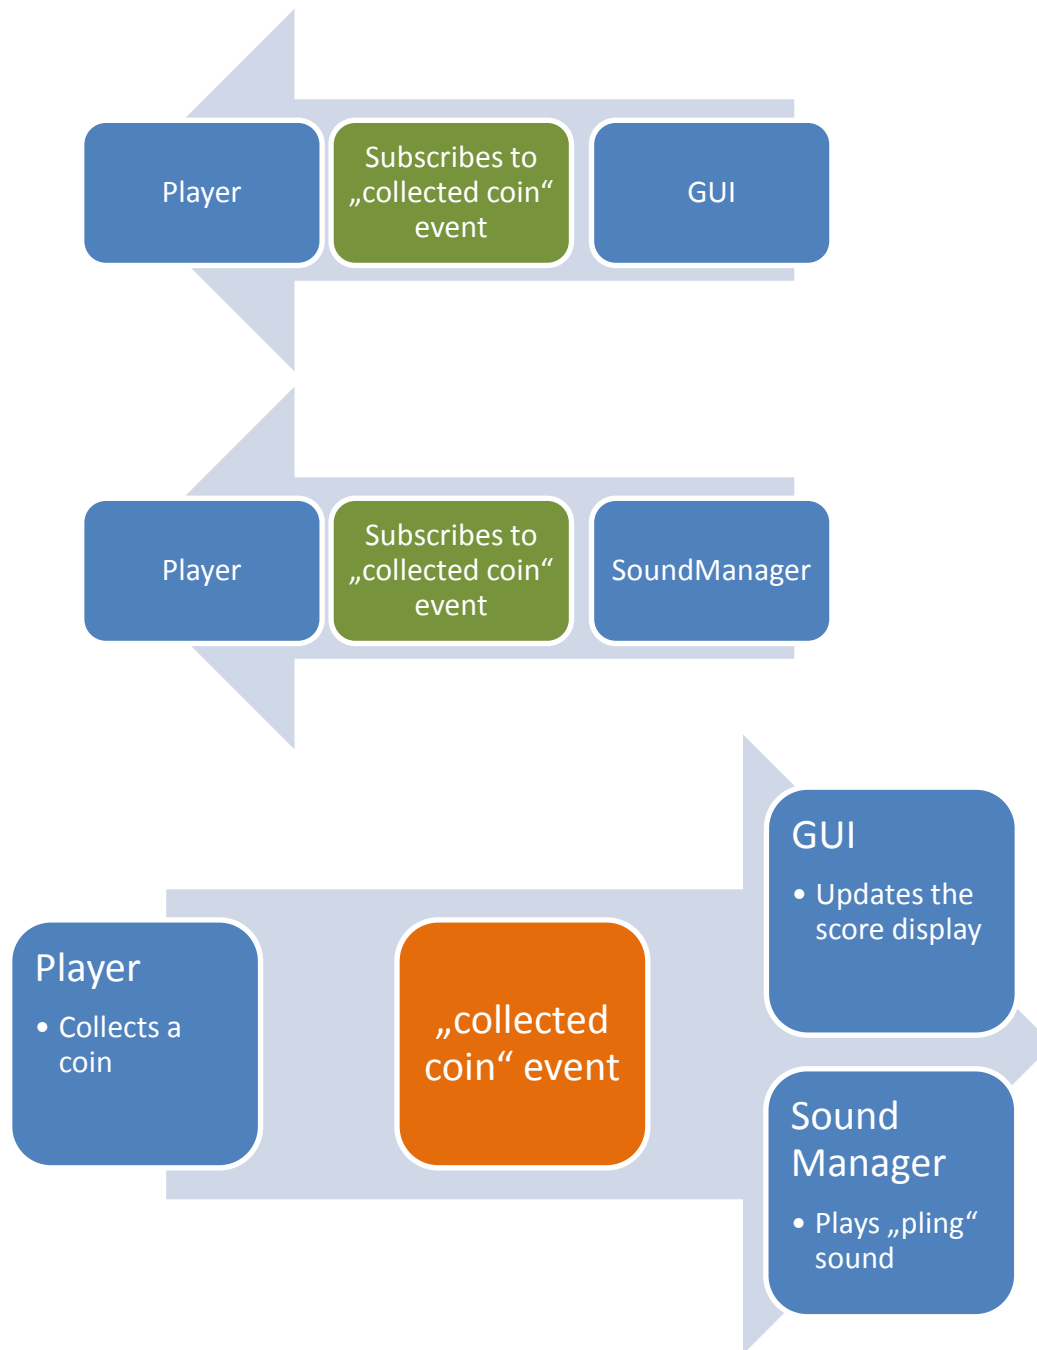 Player
Subscribes to
„collected coin“
event
GUI
Player
Subscribes to
„collected coin“
event
SoundManager
Player
• Collects a
coin
„collected
coin“ event
GUI
• Updates the
score display
Sound
Manager
• Plays „pling“
sound